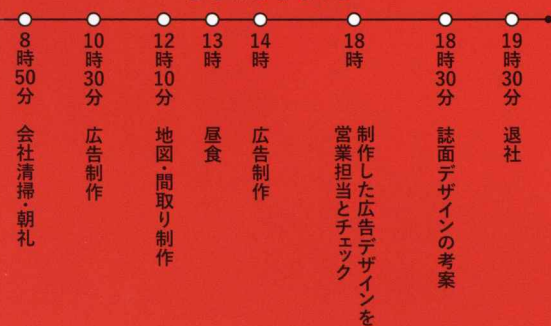 8時50分
会社清掃・朝礼
10時30分
広告制作
12時10分
地図・間取り制作
13時
昼食
14時
広告制作
18時
制作した広告デザインを
営業担当とチェック
18時30分
誌面デザインの考案
19時30分
退社